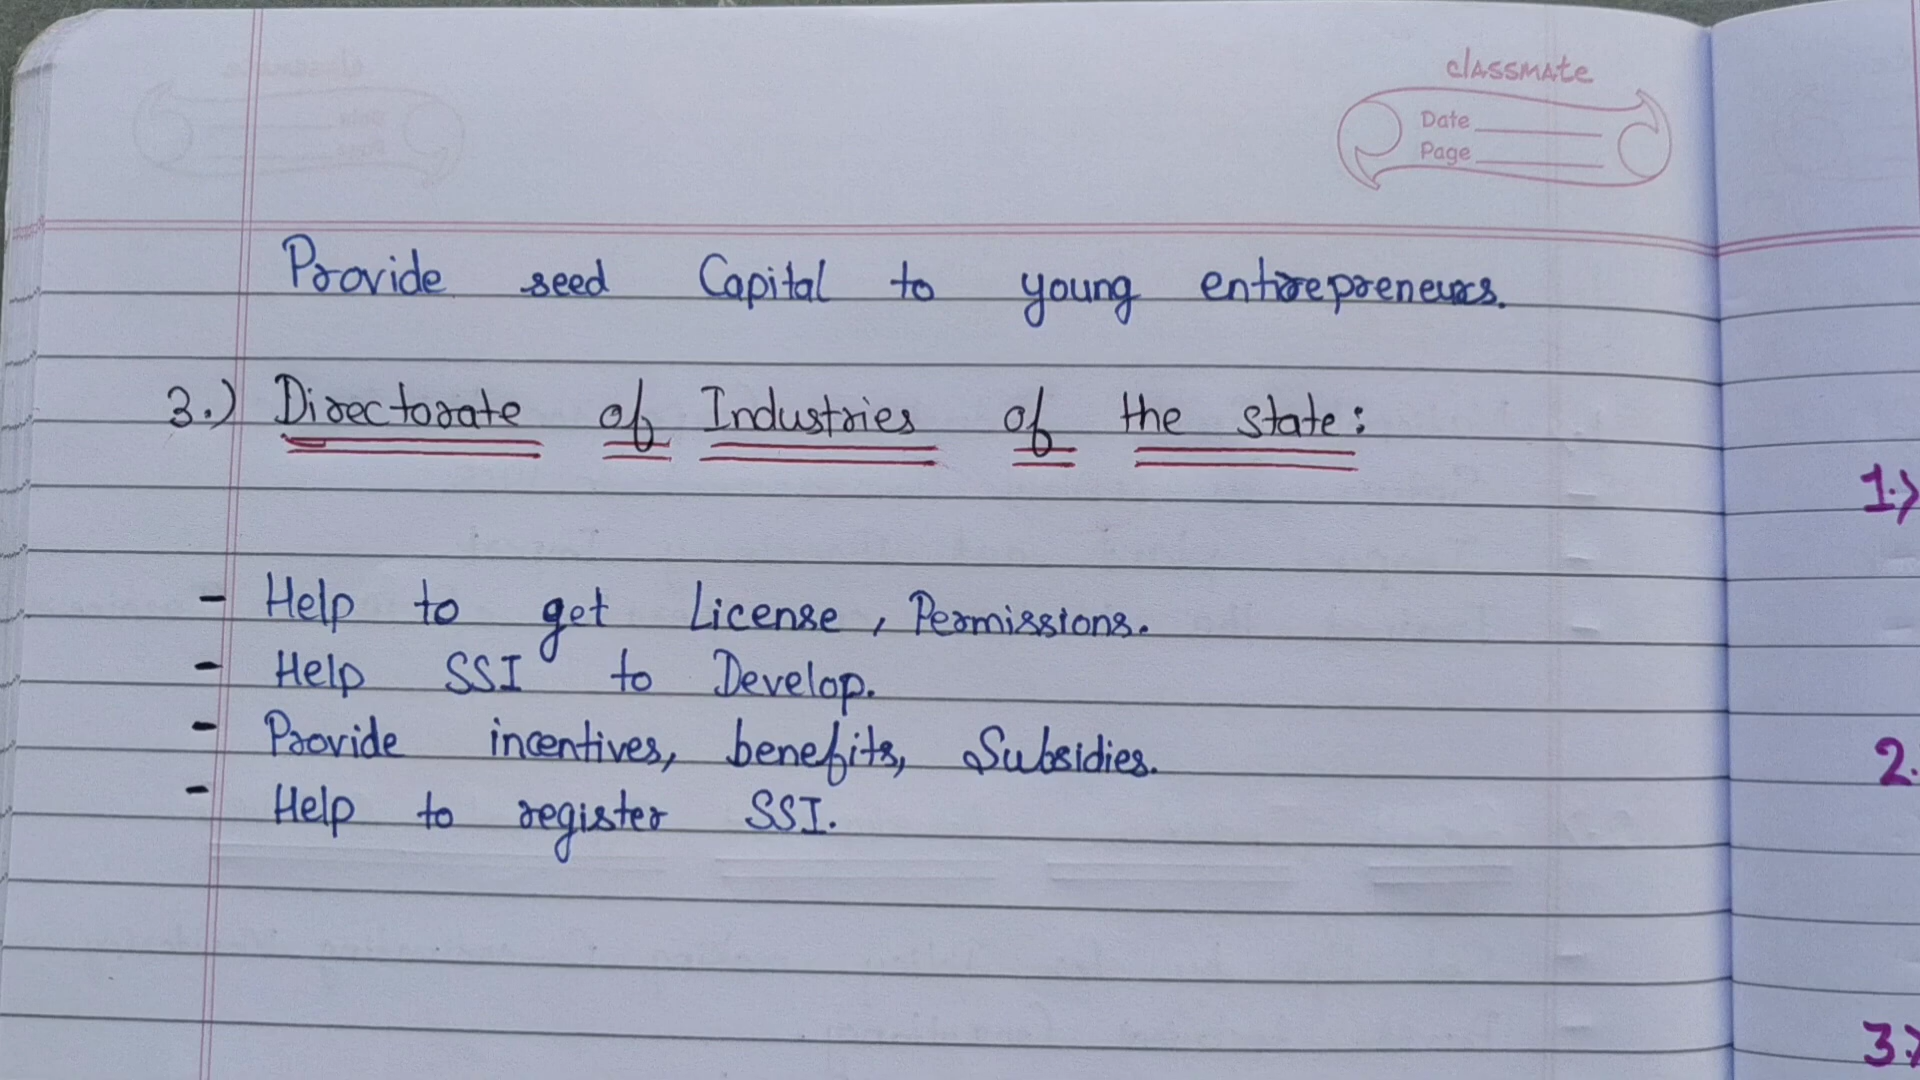 classmate
Date
Page
Provide seed Capital to young entrepreneurs.
3.) Directorate of Industries of the state:
- Help to get License, Permissions.
- Help SSI to Develop.
- Provide incentives, benefits, Subsidies.
- Help to register SSI.
1.)
2.
3.)